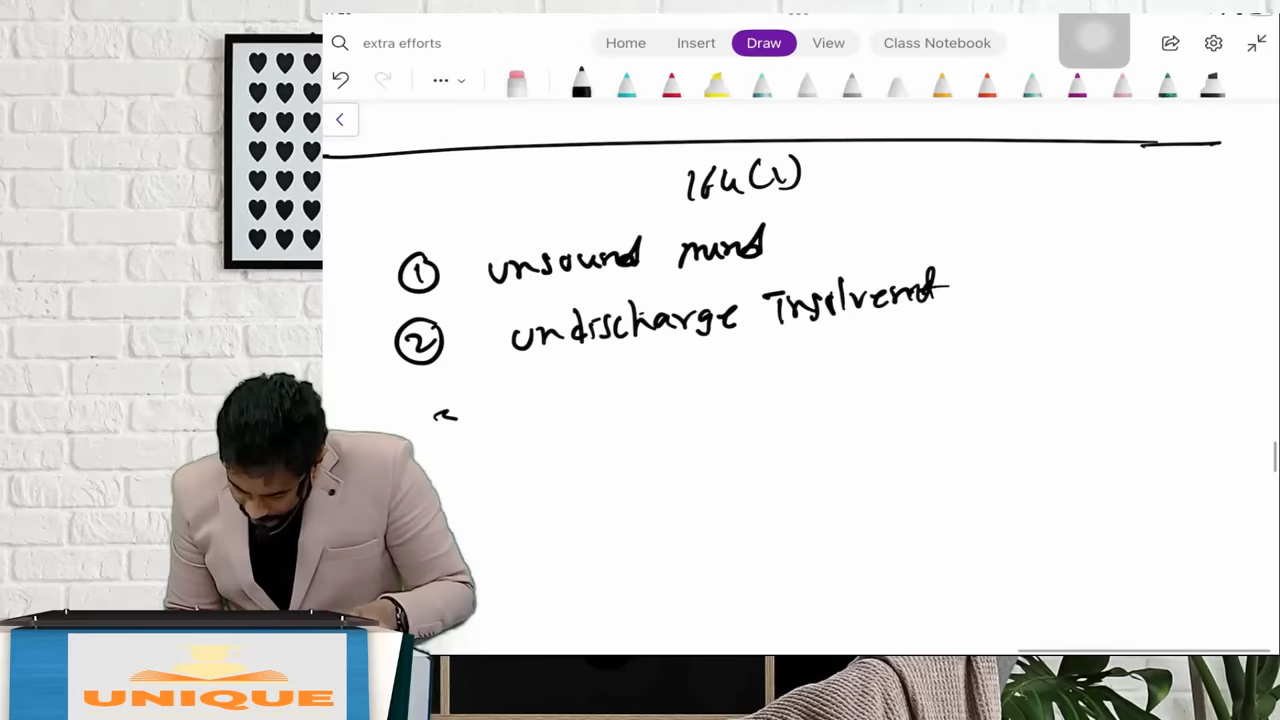 extra efforts
Home Insert Draw View Class Notebook
164(1)
1 unsound mind
2 undischarge Insolvent
UNIQUE